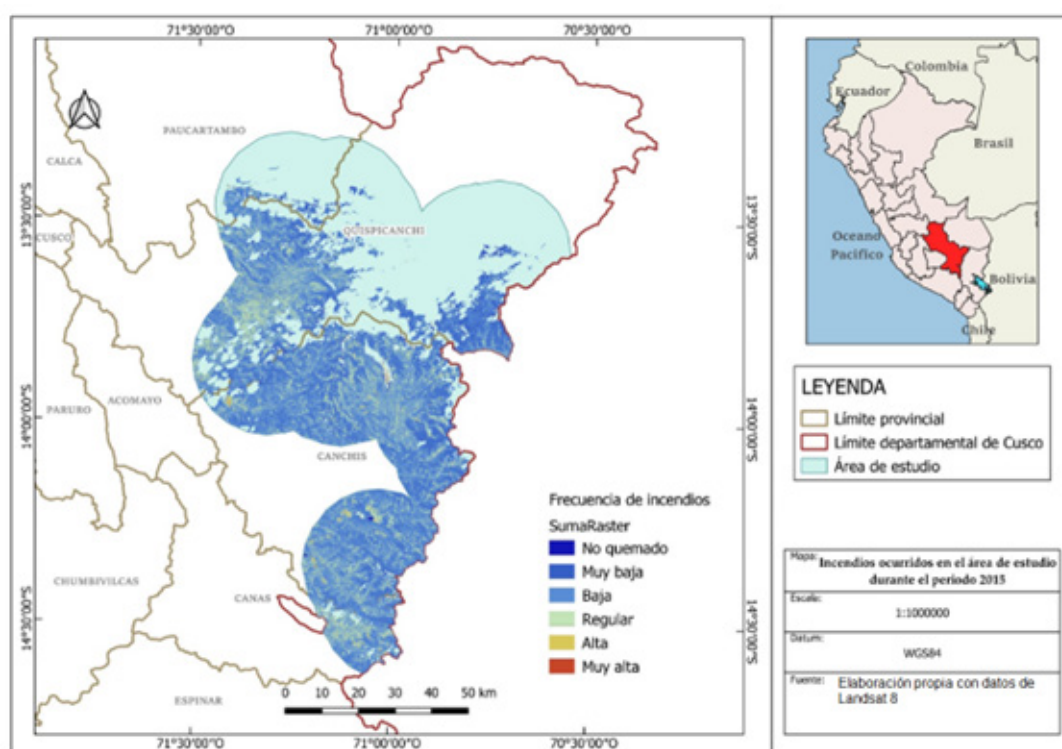 71°30'00"O
71°00'00"O
70°30'00"O
PAUCARTAMBO
CALCA
CUSCO
QUISPICANCHI
13°30'00"S
13°30'00"S
ACOMAYO
PARURO
CANCHIS
14°00'00"S
14°00'00"S
CHUMBIVILCAS
CANAS
ESPINAR
14°30'00"S
14°30'00"S
Frecuencia de incendios
SumaRaster
No quemado
Muy baja
Baja
Regular
Alta
Muy alta
0 10 20 30 40 50 km
71°30'00"O
71°00'00"O
70°30'00"O
Colombia
Ecuador
Brasil
Oceano
Pacifico
Bolivia
Chile
LEYENDA
Límite provincial
Límite departamental de Cusco
Área de estudio
Mapa: Incendios ocurridos en el área de estudio
durante el periodo 2015
Escala:
1:1000000
Datum:
WGS84
Fuente: Elaboración propia con datos de
Landsat 8